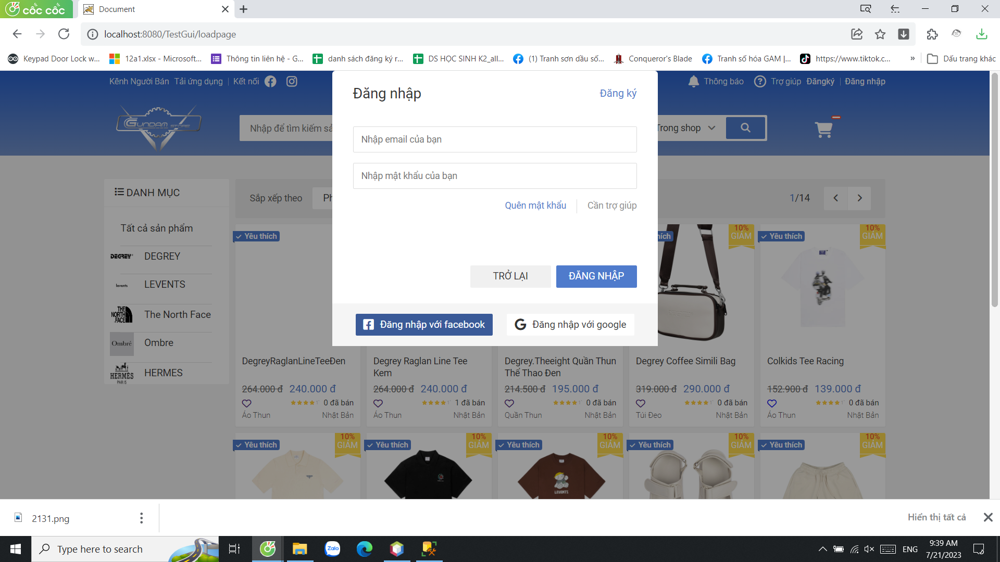 cốc cốc
Document
localhost:8080/TestGui/loadpage
Keypad Door Lock w...
12a1.xlsx - Microsoft...
Thông tin liên hệ - G...
danh sách đăng ký r...
DS HỌC SINH K2_all...
(1) Tranh sơn dầu số...
Conqueror's Blade
Tranh số hóa GAM |...
https://www.tiktok.c...
»
Dấu trang khác
Kênh Người Bán
Tải ứng dụng
Kết nối
Thông báo
Trợ giúp
Đăngký
Đăng nhập
GUNDAM STORE
Nhập để tìm kiếm sả
Trong shop
Đăng nhập
Đăng ký
Nhập email của bạn
Nhập mật khẩu của bạn
Quên mật khẩu
Cần trợ giúp
TRỞ LẠI
ĐĂNG NHẬP
Đăng nhập với facebook
Đăng nhập với google
DANH MỤC
Tất cả sản phẩm
DEGREY
DEGREY
levents
LEVENTS
THE NORTH FACE
The North Face
Ombré
Ombre
HERMÈS PARIS
HERMES
Sắp xếp theo
Ph
1/14
Yêu thích
hích
10%
GIẢM
Yêu thích
10%
GIẢM
DegreyRaglanLineTeeĐen
264.000 đ 240.000 đ
0 đã bán
Áo Thun
Nhật Bản
Degrey Raglan Line Tee
Kem
264.000 đ 240.000 đ
1 đã bán
Áo Thun
Nhật Bản
Degrey.Theeight Quần Thun
Thể Thao Đen
214.500 đ 195.000 đ
0 đã bán
Quần Thun
Nhật Bản
Degrey Coffee Simili Bag
319.000 đ 290.000 đ
0 đã bán
Túi Đeo
Nhật Bản
Colkids Tee Racing
152.900 đ 139.000 đ
0 đã bán
Áo Thun
Nhật Bản
Yêu thích
10%
GIẢM
Yêu thích
10%
GIẢM
Yêu thích
10%
GIẢM
LEVENTS
Yêu thích
10%
GIẢM
Yêu thích
10%
GIẢM
2131.png
Hiển thị tất cả
Type here to search
Zalo
ENG
9:39 AM
7/21/2023